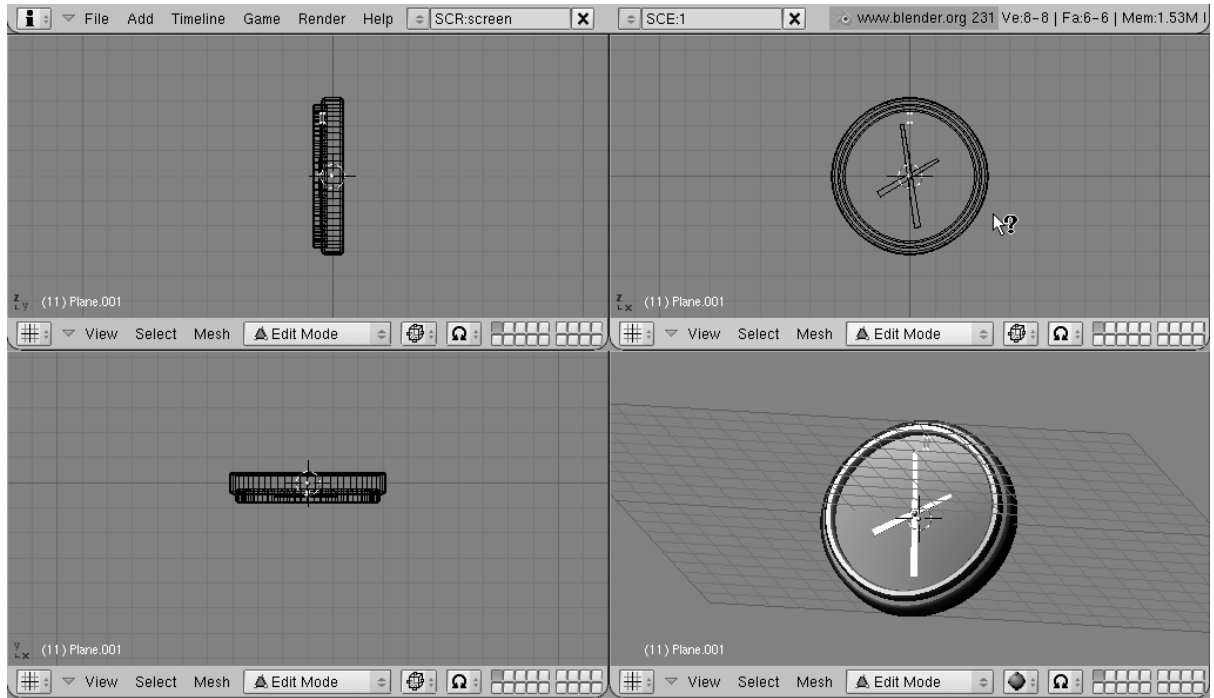 File Add Timeline Game Render Help SCR:screen SCE:1 www.blender.org 231 Ve:8-8 | Fa:6-6 | Mem:1.53M
z y (11) Plane.001
z x (11) Plane.001
View Select Mesh Edit Mode
View Select Mesh Edit Mode
y x (11) Plane.001
(11) Plane.001
View Select Mesh Edit Mode
View Select Mesh Edit Mode